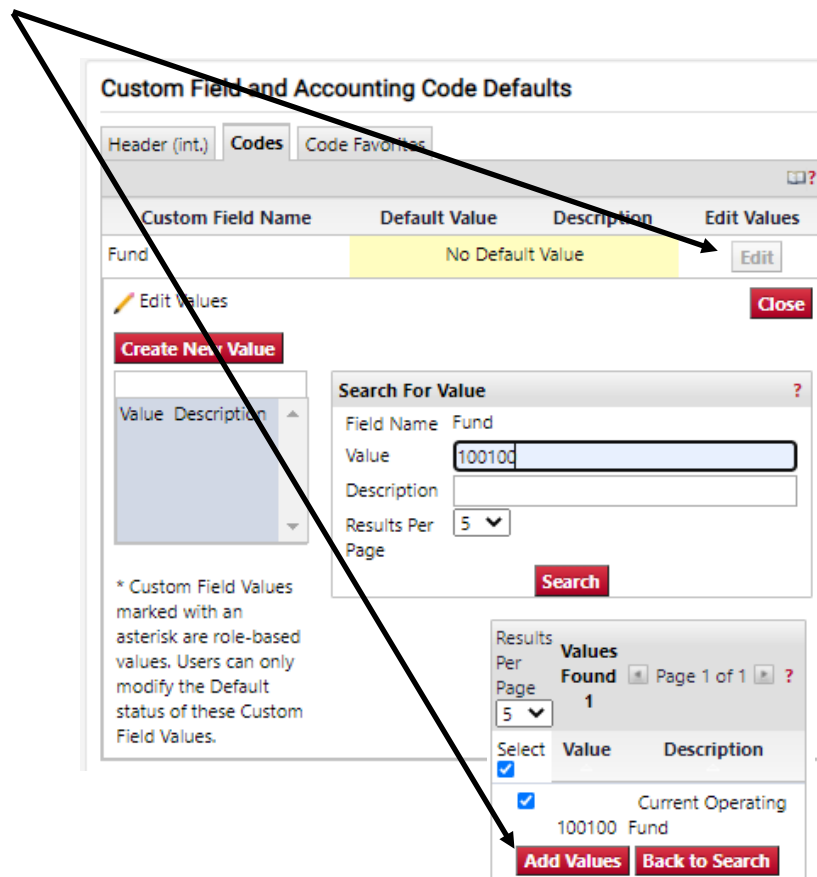 Custom Field and Accounting Code Defaults
Header (int.) Codes Code Favorites
?
Custom Field Name Default Value Description Edit Values
Fund No Default Value Edit
Edit Values Close
Create New Value
Value Description
Search For Value ?
Field Name Fund
Value 100100
Description
Results Per
Page
5
Search
* Custom Field Values
marked with an
asterisk are role-based
values. Users can only
modify the Default
status of these Custom
Field Values.
Results
Per
Page
5
Values
Found
1
Page 1 of 1 ?
Select Value Description
Current Operating
100100 Fund
Add Values Back to Search